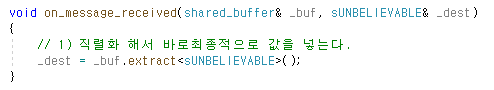 void on_message_received(shared_buffer& _buf, sUNBELIEVABLE& _dest)
{
// 1) 직렬화 해서 바로최종적으로 값을 넣는다.
_dest = _buf.extract<sUNBELIEVABLE>();
}